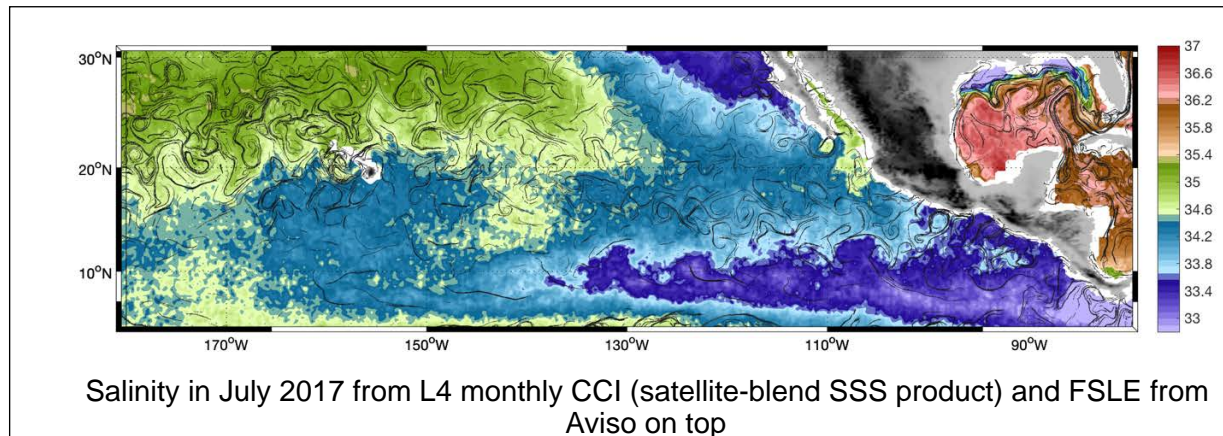 30°N
20°N
10°N
170°W
150°W
130°W
110°W
90°W
37
36.6
36.2
35.8
35.4
35
34.6
34.2
33.8
33.4
33
Salinity in July 2017 from L4 monthly CCI (satellite-blend SSS product) and FSLE from
Aviso on top